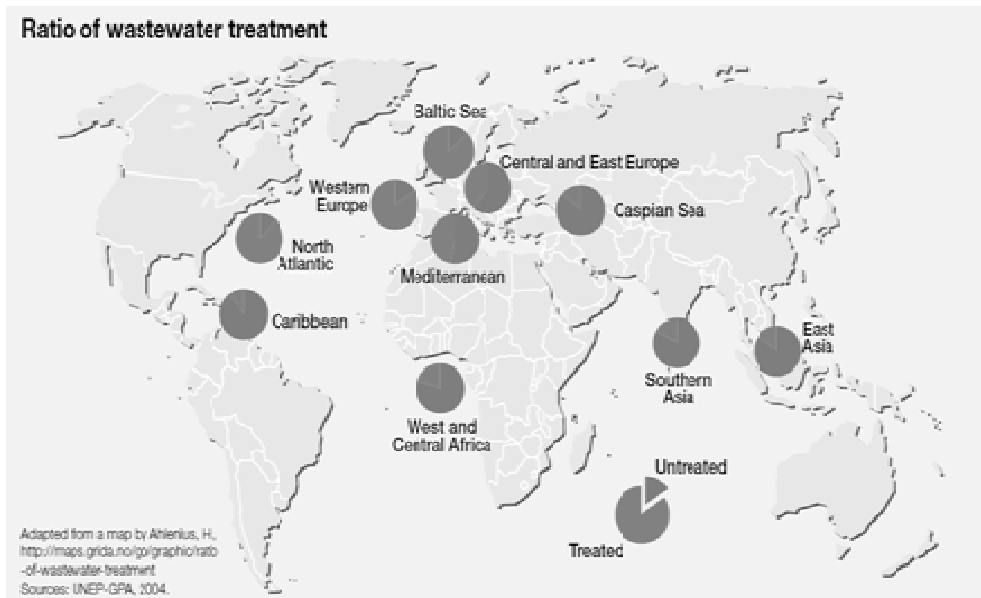 Ratio of wastewater treatment
Baltic Sea
Central and East Europe
Western
Europe
Caspian Sea
North
Atlantic
Mediterranean
Caribbean
East
Asia
Southern
Asia
West and
Central Africa
Untreated
Treated
Adapted from a map by Ahlenius, H.,
http://maps.grida.no/go/graphic/ratio
-of-wastewater-treatment
Sources: UNEP-GPA, 2004.